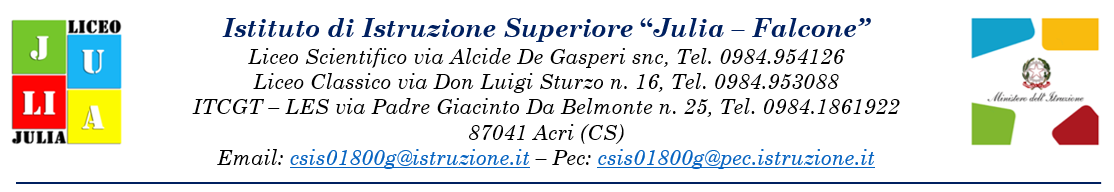 LICEO
J U
LI A
JULIA
Istituto di Istruzione Superiore “Julia – Falcone”
Liceo Scientifico via Alcide De Gasperi snc, Tel. 0984.954126
Liceo Classico via Don Luigi Sturzo n. 16, Tel. 0984.953088
ITCGT – LES via Padre Giacinto Da Belmonte n. 25, Tel. 0984.1861922
87041 Acri (CS)
Email: csis01800g@istruzione.it – Pec: csis01800g@pec.istruzione.it
Ministero dell'Istruzione